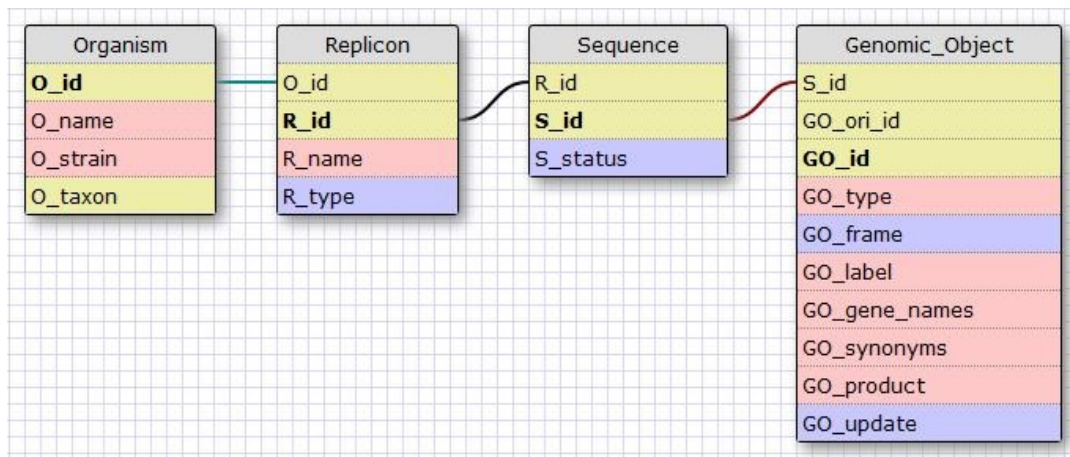 Organism
O_id
O_name
O_strain
O_taxon
Replicon
O_id
R_id
R_name
R_type
Sequence
R_id
S_id
S_status
Genomic_Object
S_id
GO_ori_id
GO_id
GO_type
GO_frame
GO_label
GO_gene_names
GO_synonyms
GO_product
GO_update